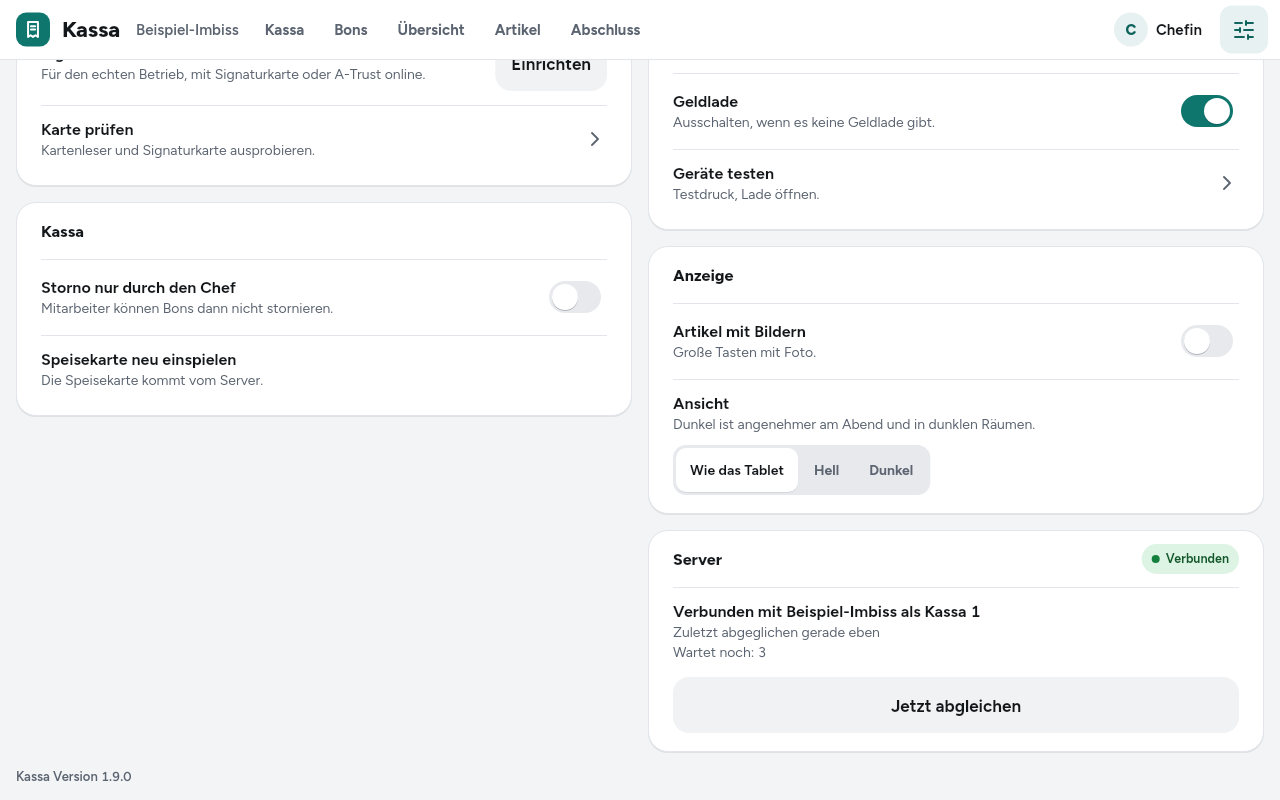 Kassa
Beispiel-Imbiss
Kassa
Bons
Übersicht
Artikel
Abschluss
C
Chefin
Für den echten Betrieb, mit Signaturkarte oder A-Trust online.
Einrichten
Karte prüfen
Kartenleser und Signaturkarte ausprobieren.
Kassa
Storno nur durch den Chef
Mitarbeiter können Bons dann nicht stornieren.
Speisekarte neu einspielen
Die Speisekarte kommt vom Server.
Geldlade
Ausschalten, wenn es keine Geldlade gibt.
Geräte testen
Testdruck, Lade öffnen.
Anzeige
Artikel mit Bildern
Große Tasten mit Foto.
Ansicht
Dunkel ist angenehmer am Abend und in dunklen Räumen.
Wie das Tablet
Hell
Dunkel
Server
Verbunden
Verbunden mit Beispiel-Imbiss als Kassa 1
Zuletzt abgeglichen gerade eben
Wartet noch: 3
Jetzt abgleichen
Kassa Version 1.9.0